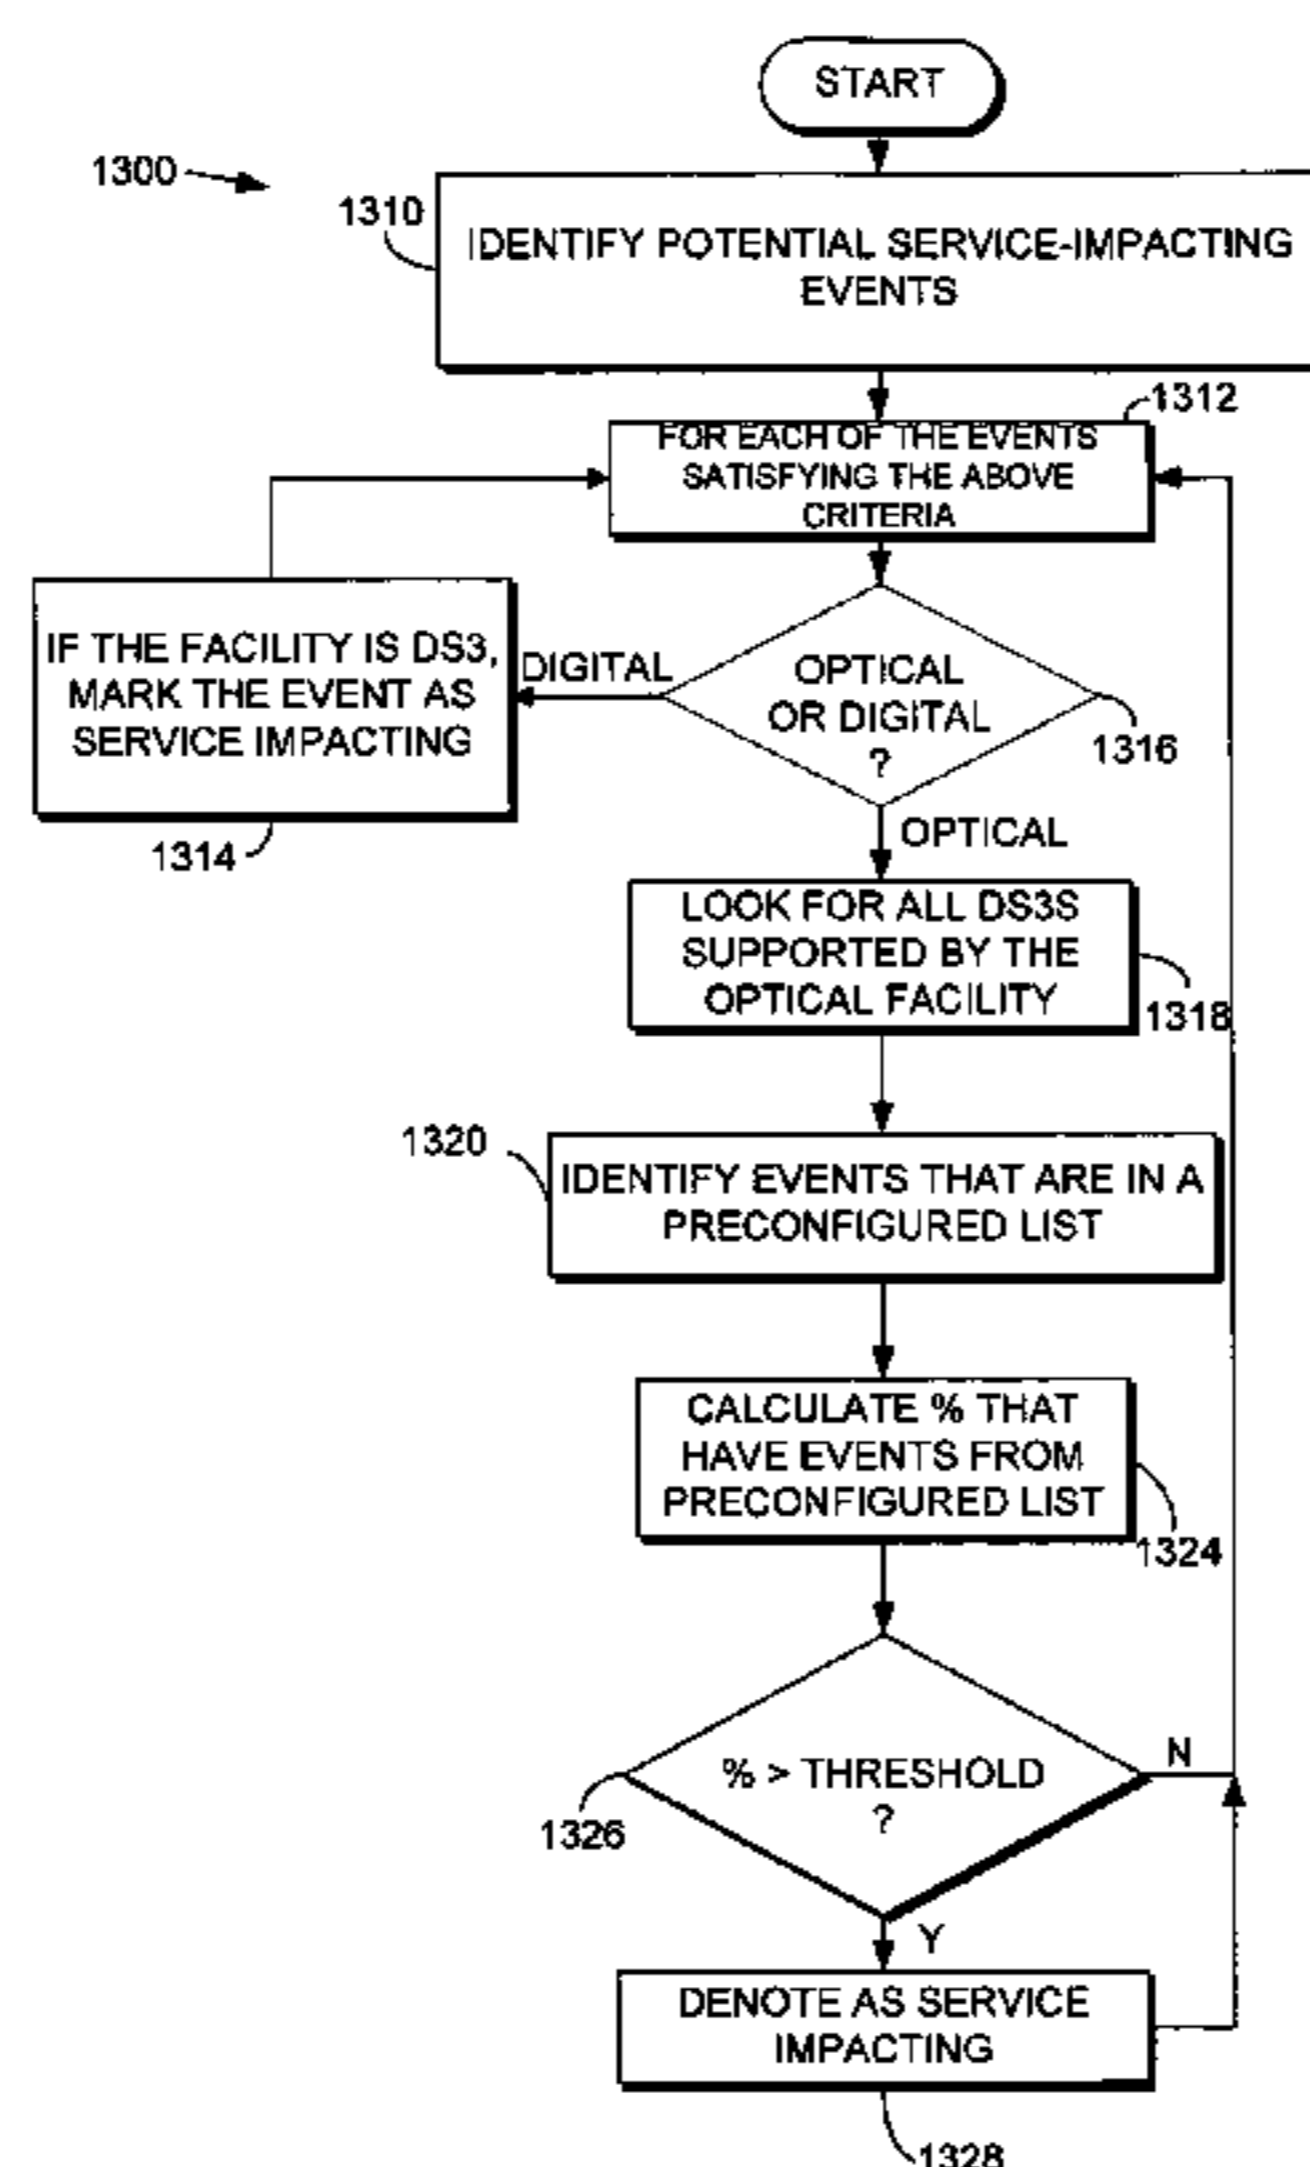 START
1300
1310
IDENTIFY POTENTIAL SERVICE-IMPACTING
EVENTS
1312
FOR EACH OF THE EVENTS
SATISFYING THE ABOVE
CRITERIA
IF THE FACILITY IS DS3,
MARK THE EVENT AS
SERVICE IMPACTING
1314
DIGITAL
OPTICAL
OR DIGITAL
?
1316
OPTICAL
LOOK FOR ALL DS3S
SUPPORTED BY THE
OPTICAL FACILITY
1318
1320
IDENTIFY EVENTS THAT ARE IN A
PRECONFIGURED LIST
CALCULATE % THAT
HAVE EVENTS FROM
PRECONFIGURED LIST
1324
% > THRESHOLD
?
N
1326
Y
DENOTE AS SERVICE
IMPACTING
1328